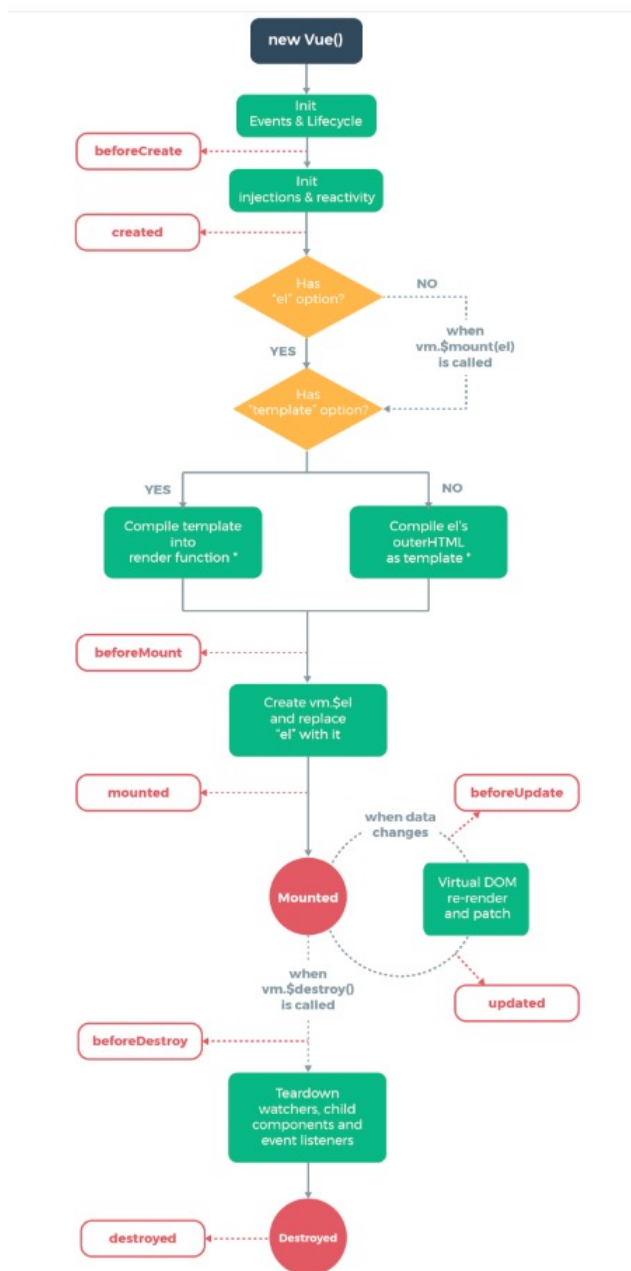 new Vue()
Init
Events & Lifecycle
beforeCreate
Init
injections & reactivity
created
Has
"el" option?
NO
when
vm.$mount(el)
is called
YES
Has
"template" option?
YES
NO
Compile template
into
render function *
Compile el's
outerHTML
as template *
beforeMount
Create vm.$el
and replace
"el" with it
mounted
beforeUpdate
when data
changes
Mounted
Virtual DOM
re-render
and patch
when
vm.$destroy()
is called
updated
beforeDestroy
Teardown
watchers, child
components and
event listeners
destroyed
Destroyed